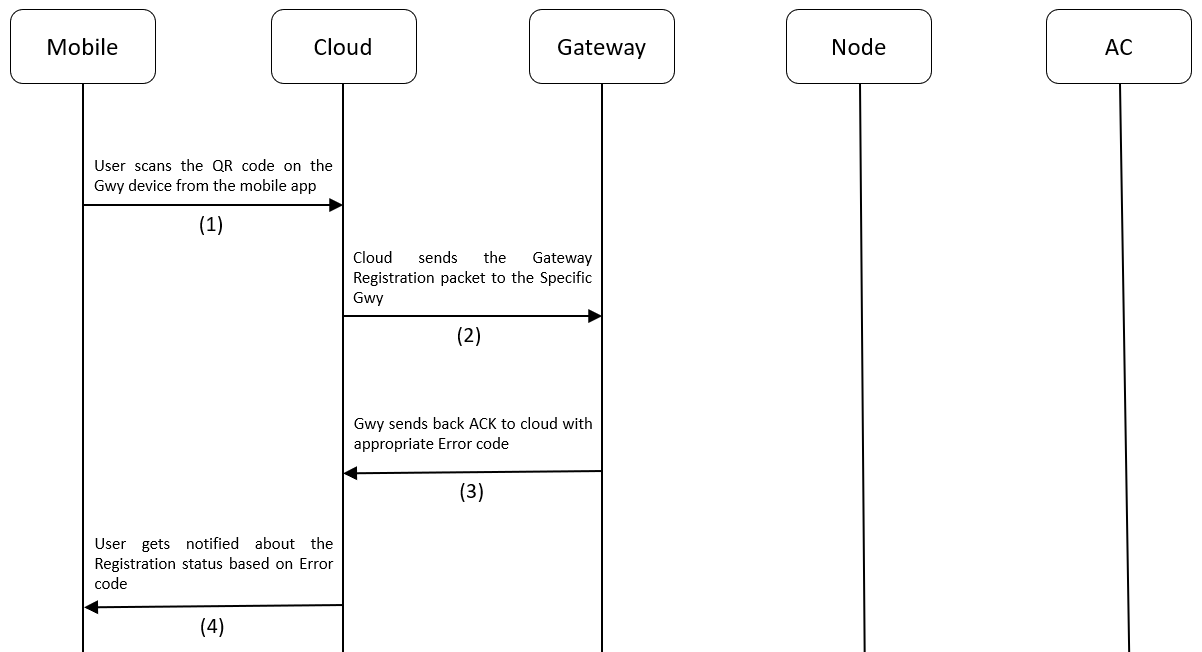 Mobile
Cloud
Gateway
Node
AC
User scans the QR code on the
Gwy device from the mobile app
(1)
Cloud sends the Gateway
Registration packet to the Specific
Gwy
(2)
Gwy sends back ACK to cloud with
appropriate Error code
(3)
User gets notified about the
Registration status based on Error
code
(4)